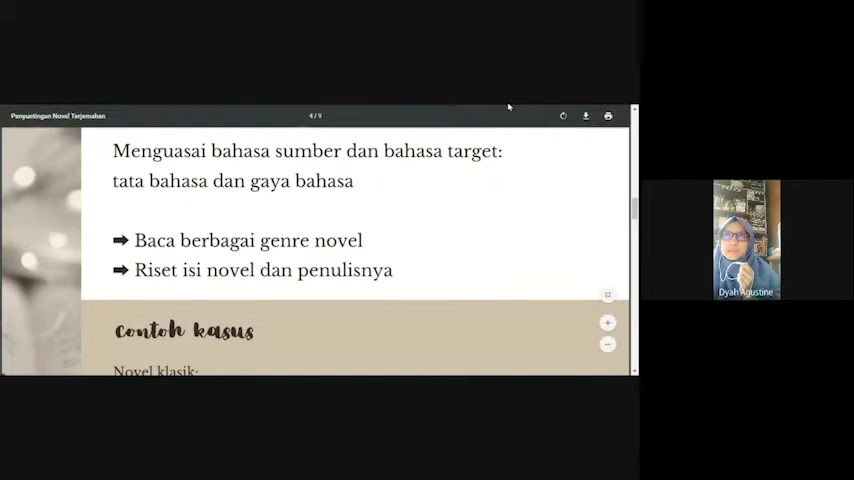 Penyuntingan Novel Terjemahan
4 / 9
Menguasai bahasa sumber dan bahasa target:
tata bahasa dan gaya bahasa
➡ Baca berbagai genre novel
➡ Riset isi novel dan penulisnya
contoh kasus
Novel klasik:
Dyah Agustine